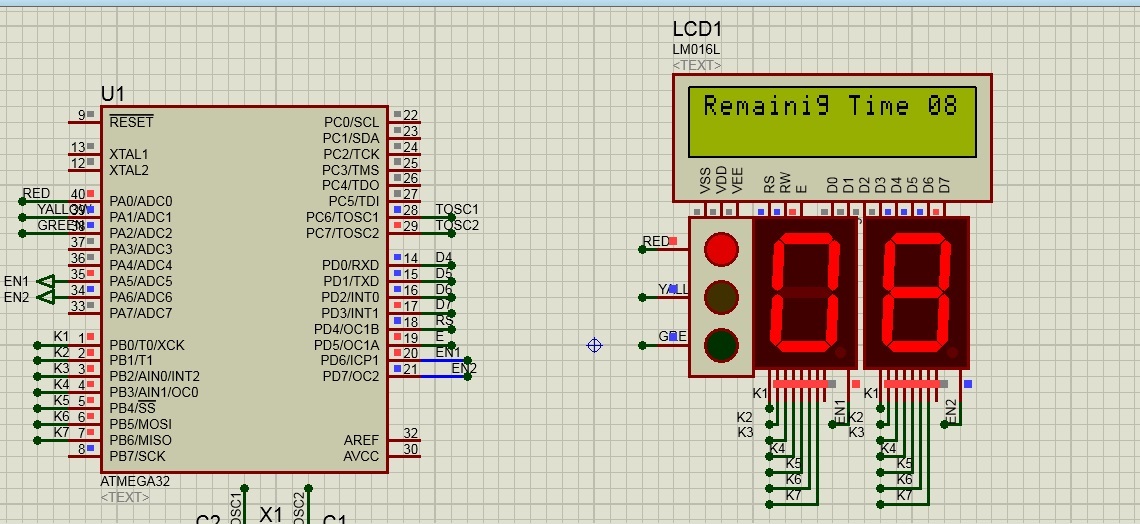 LCD1
LM016L
<TEXT>
Remainig Time 08
VSS
VDD
VEE
RS
RW
E
D0
D1
D2
D3
D4
D5
D6
D7
U1
9 RESET
13 XTAL1
12 XTAL2
RED 40 PA0/ADC0
YALLOW 39 PA1/ADC1
GREEN 38 PA2/ADC2
37 PA3/ADC3
36 PA4/ADC4
EN1 35 PA5/ADC5
EN2 34 PA6/ADC6
33 PA7/ADC7
K1 1 PB0/T0/XCK
K2 2 PB1/T1
K3 3 PB2/AIN0/INT2
K4 4 PB3/AIN1/OC0
K5 5 PB4/SS
K6 6 PB5/MOSI
K7 7 PB6/MISO
8 PB7/SCK
PC0/SCL 22
PC1/SDA 23
PC2/TCK 24
PC3/TMS 25
PC4/TDO 26
PC5/TDI 27
PC6/TOSC1 28 TOSC1
PC7/TOSC2 29 TOSC2
PD0/RXD 14 D4
PD1/TXD 15 D5
PD2/INT0 16 D6
PD3/INT1 17 D7
PD4/OC1B 18 RS
PD5/OC1A 19 E
PD6/ICP1 20 EN1
PD7/OC2 21 EN2
AREF 32
AVCC 30
ATMEGA32
<TEXT>
RED
YALL
GRE
08
K1
K2
K3
K4
K5
K6
K7
EN1
K1
K2
K3
K4
K5
K6
K7
EN2
C2
OSC1
X1
OSC2
C1